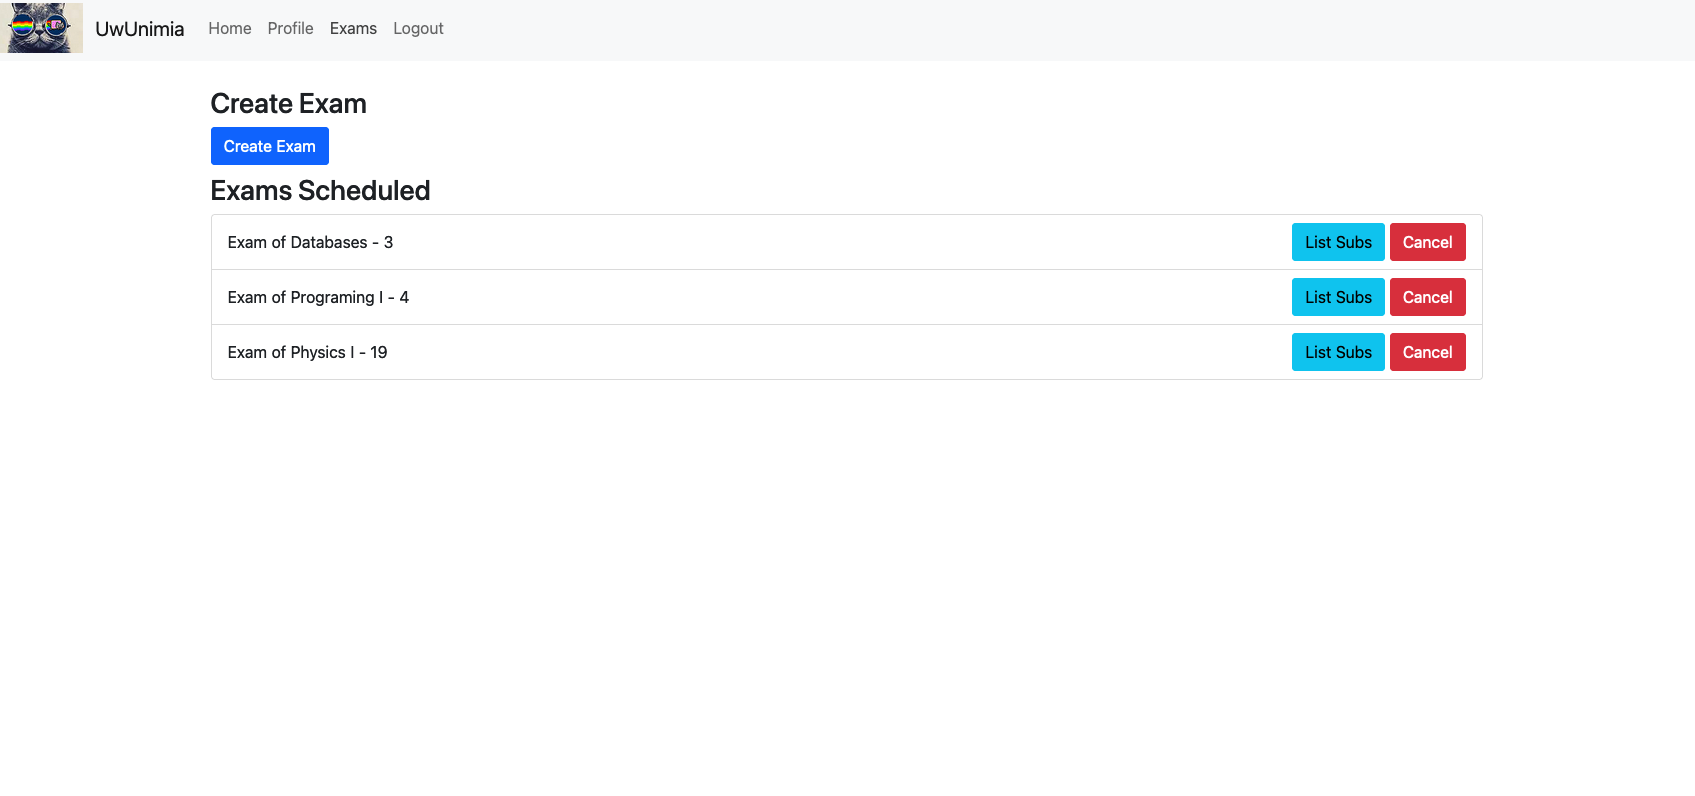 UwUnimia Home Profile Exams Logout
Create Exam
Create Exam
Exams Scheduled
Exam of Databases - 3 List Subs Cancel
Exam of Programing I - 4 List Subs Cancel
Exam of Physics I - 19 List Subs Cancel